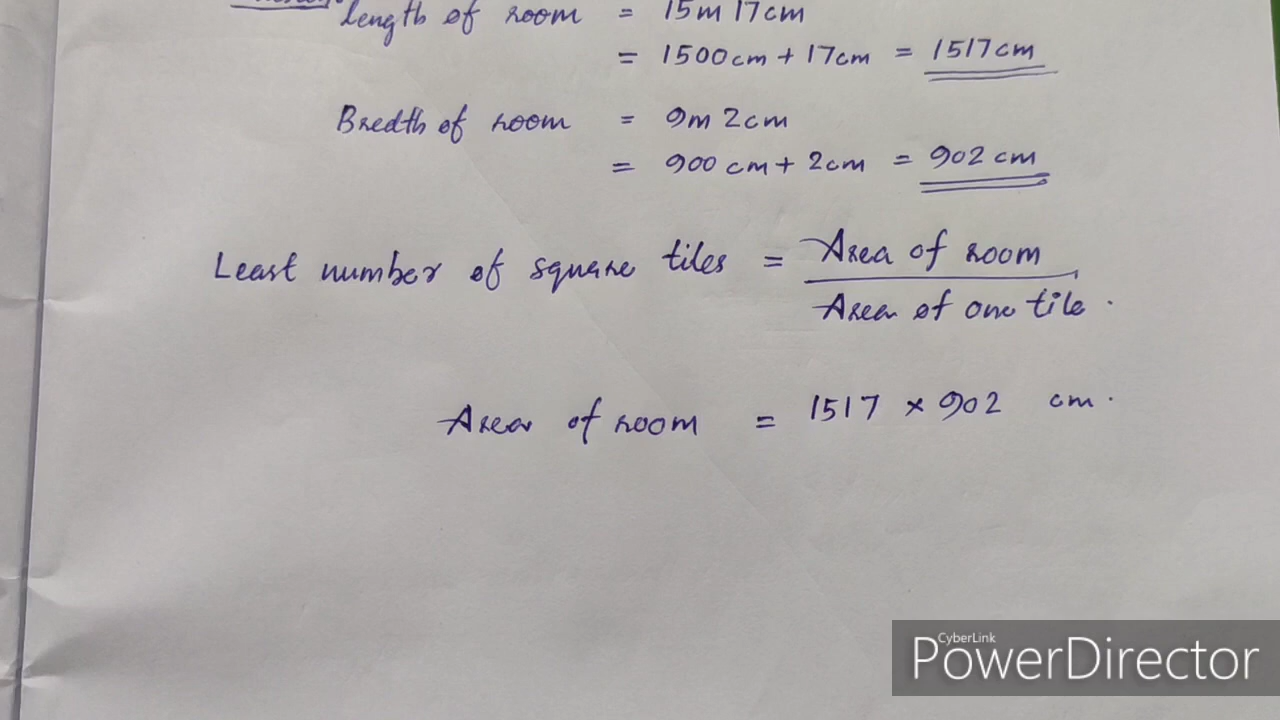 Length of room = 15m 17cm
= 1500cm + 17cm = 1517cm
Bredth of room = 9m 2cm
= 900 cm + 2cm = 902 cm
Least number of square tiles = Area of room
Area of one tile.
Area of room = 1517 × 902 cm.
CyberLink
PowerDirector